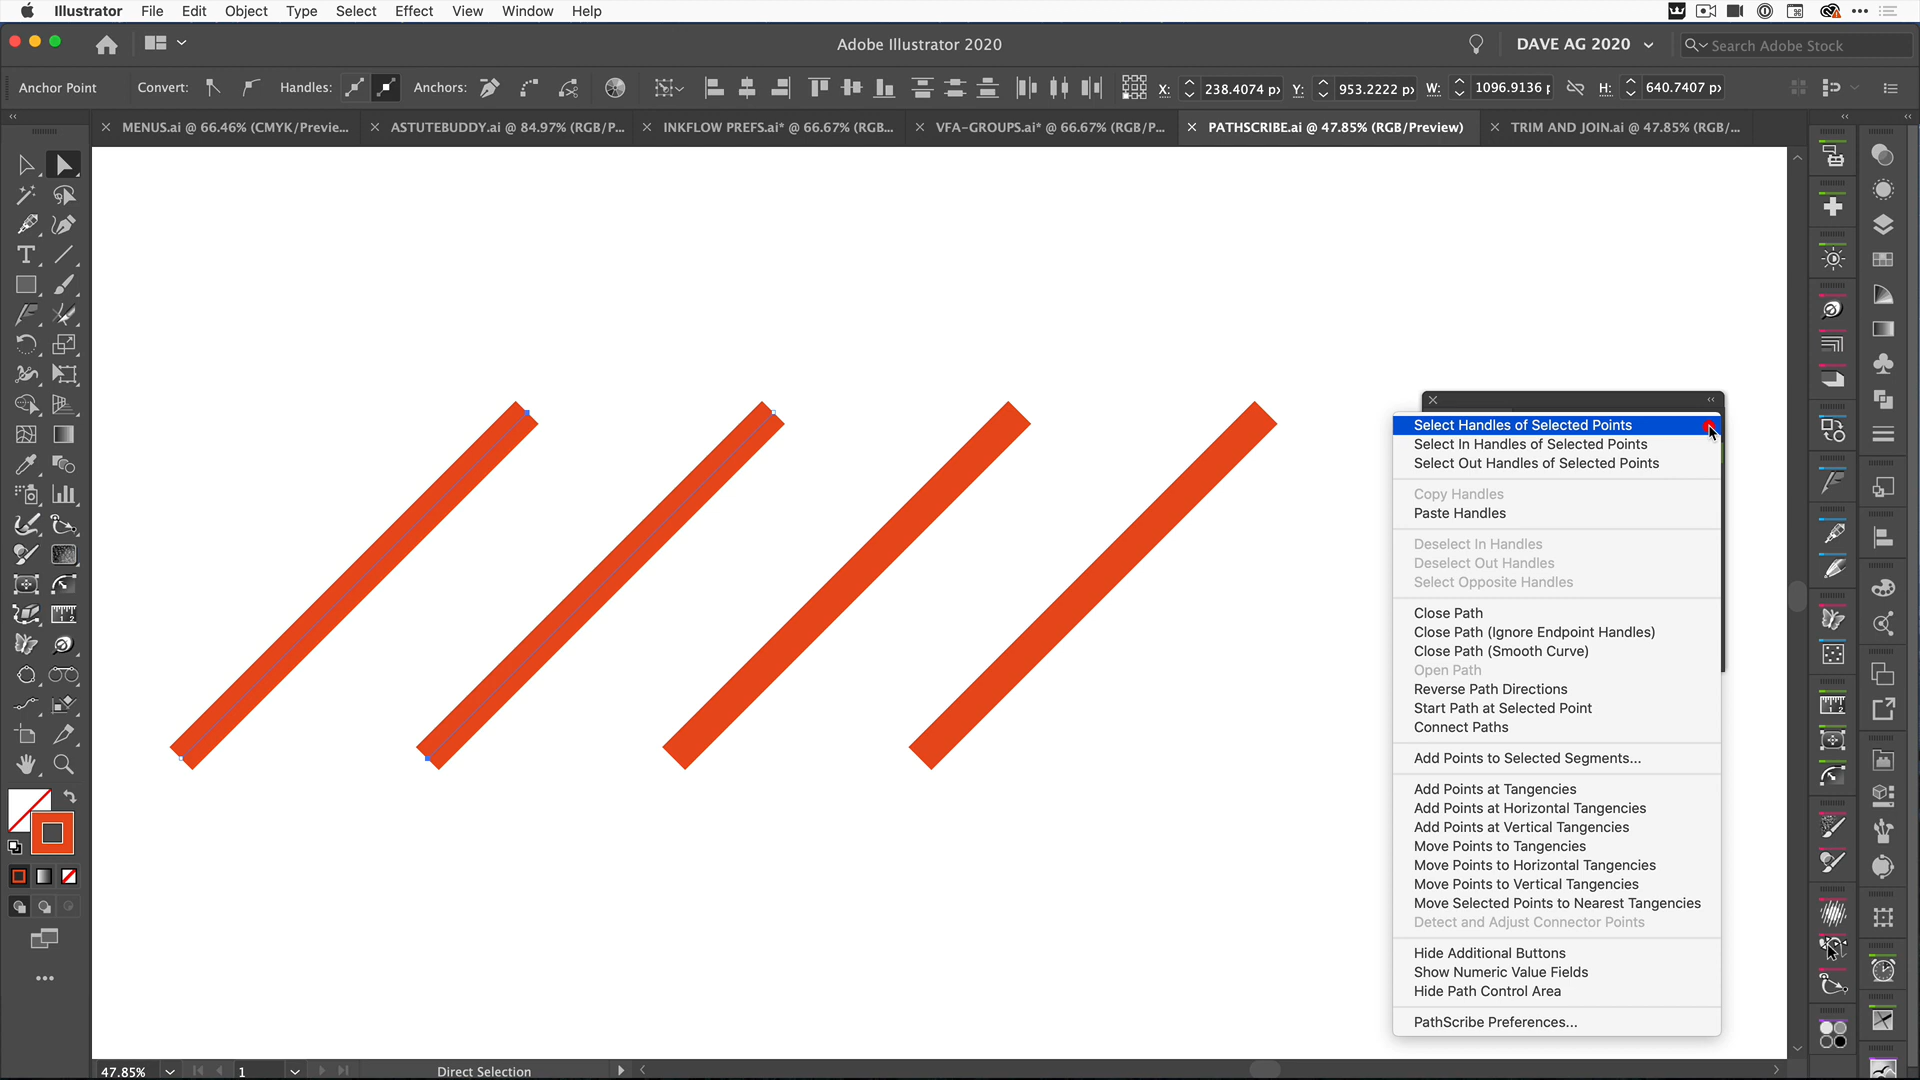 Illustrator File Edit Object Type Select Effect View Window Help
Adobe Illustrator 2020
DAVE AG 2020
Search Adobe Stock
Anchor Point Convert: Handles: Anchors: X: 238.4074 px Y: 953.2222 px W: 1096.9136 p H: 640.7407 px
MENUS.ai @ 66.46% (CMYK/Previe...
ASTUTEBUDDY.ai @ 84.97% (RGB/P...
INKFLOW PREFS.ai* @ 66.67% (RGB...
VFA-GROUPS.ai* @ 66.67% (RGB/P...
PATHSCRIBE.ai @ 47.85% (RGB/Preview)
TRIM AND JOIN.ai @ 47.85% (RGB/...
Select Handles of Selected Points
Select In Handles of Selected Points
Select Out Handles of Selected Points
Copy Handles
Paste Handles
Deselect In Handles
Deselect Out Handles
Select Opposite Handles
Close Path
Close Path (Ignore Endpoint Handles)
Close Path (Smooth Curve)
Open Path
Reverse Path Directions
Start Path at Selected Point
Connect Paths
Add Points to Selected Segments...
Add Points at Tangencies
Add Points at Horizontal Tangencies
Add Points at Vertical Tangencies
Move Points to Tangencies
Move Points to Horizontal Tangencies
Move Points to Vertical Tangencies
Move Selected Points to Nearest Tangencies
Detect and Adjust Connector Points
Hide Additional Buttons
Show Numeric Value Fields
Hide Path Control Area
PathScribe Preferences...
47.85% 1 Direct Selection